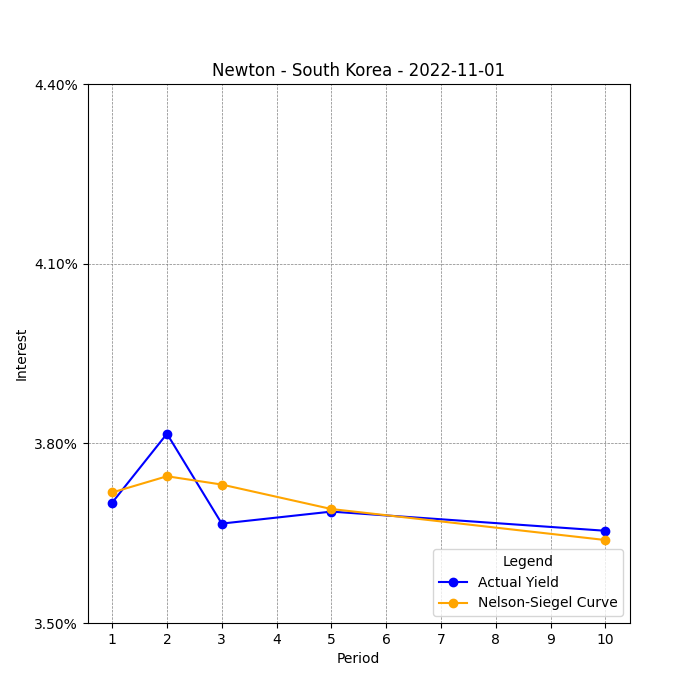 Newton - South Korea - 2022-11-01
4.40%
4.10%
3.80%
3.50%
Interest
1 2 3 4 5 6 7 8 9 10
Period
Legend
Actual Yield
Nelson-Siegel Curve